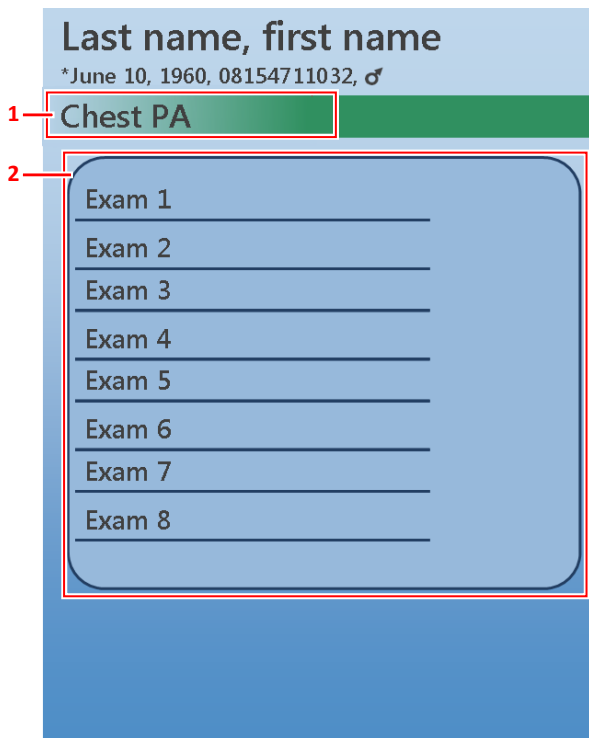 Last name, first name
*June 10, 1960, 08154711032, ♂
1
Chest PA
2
Exam 1
Exam 2
Exam 3
Exam 4
Exam 5
Exam 6
Exam 7
Exam 8